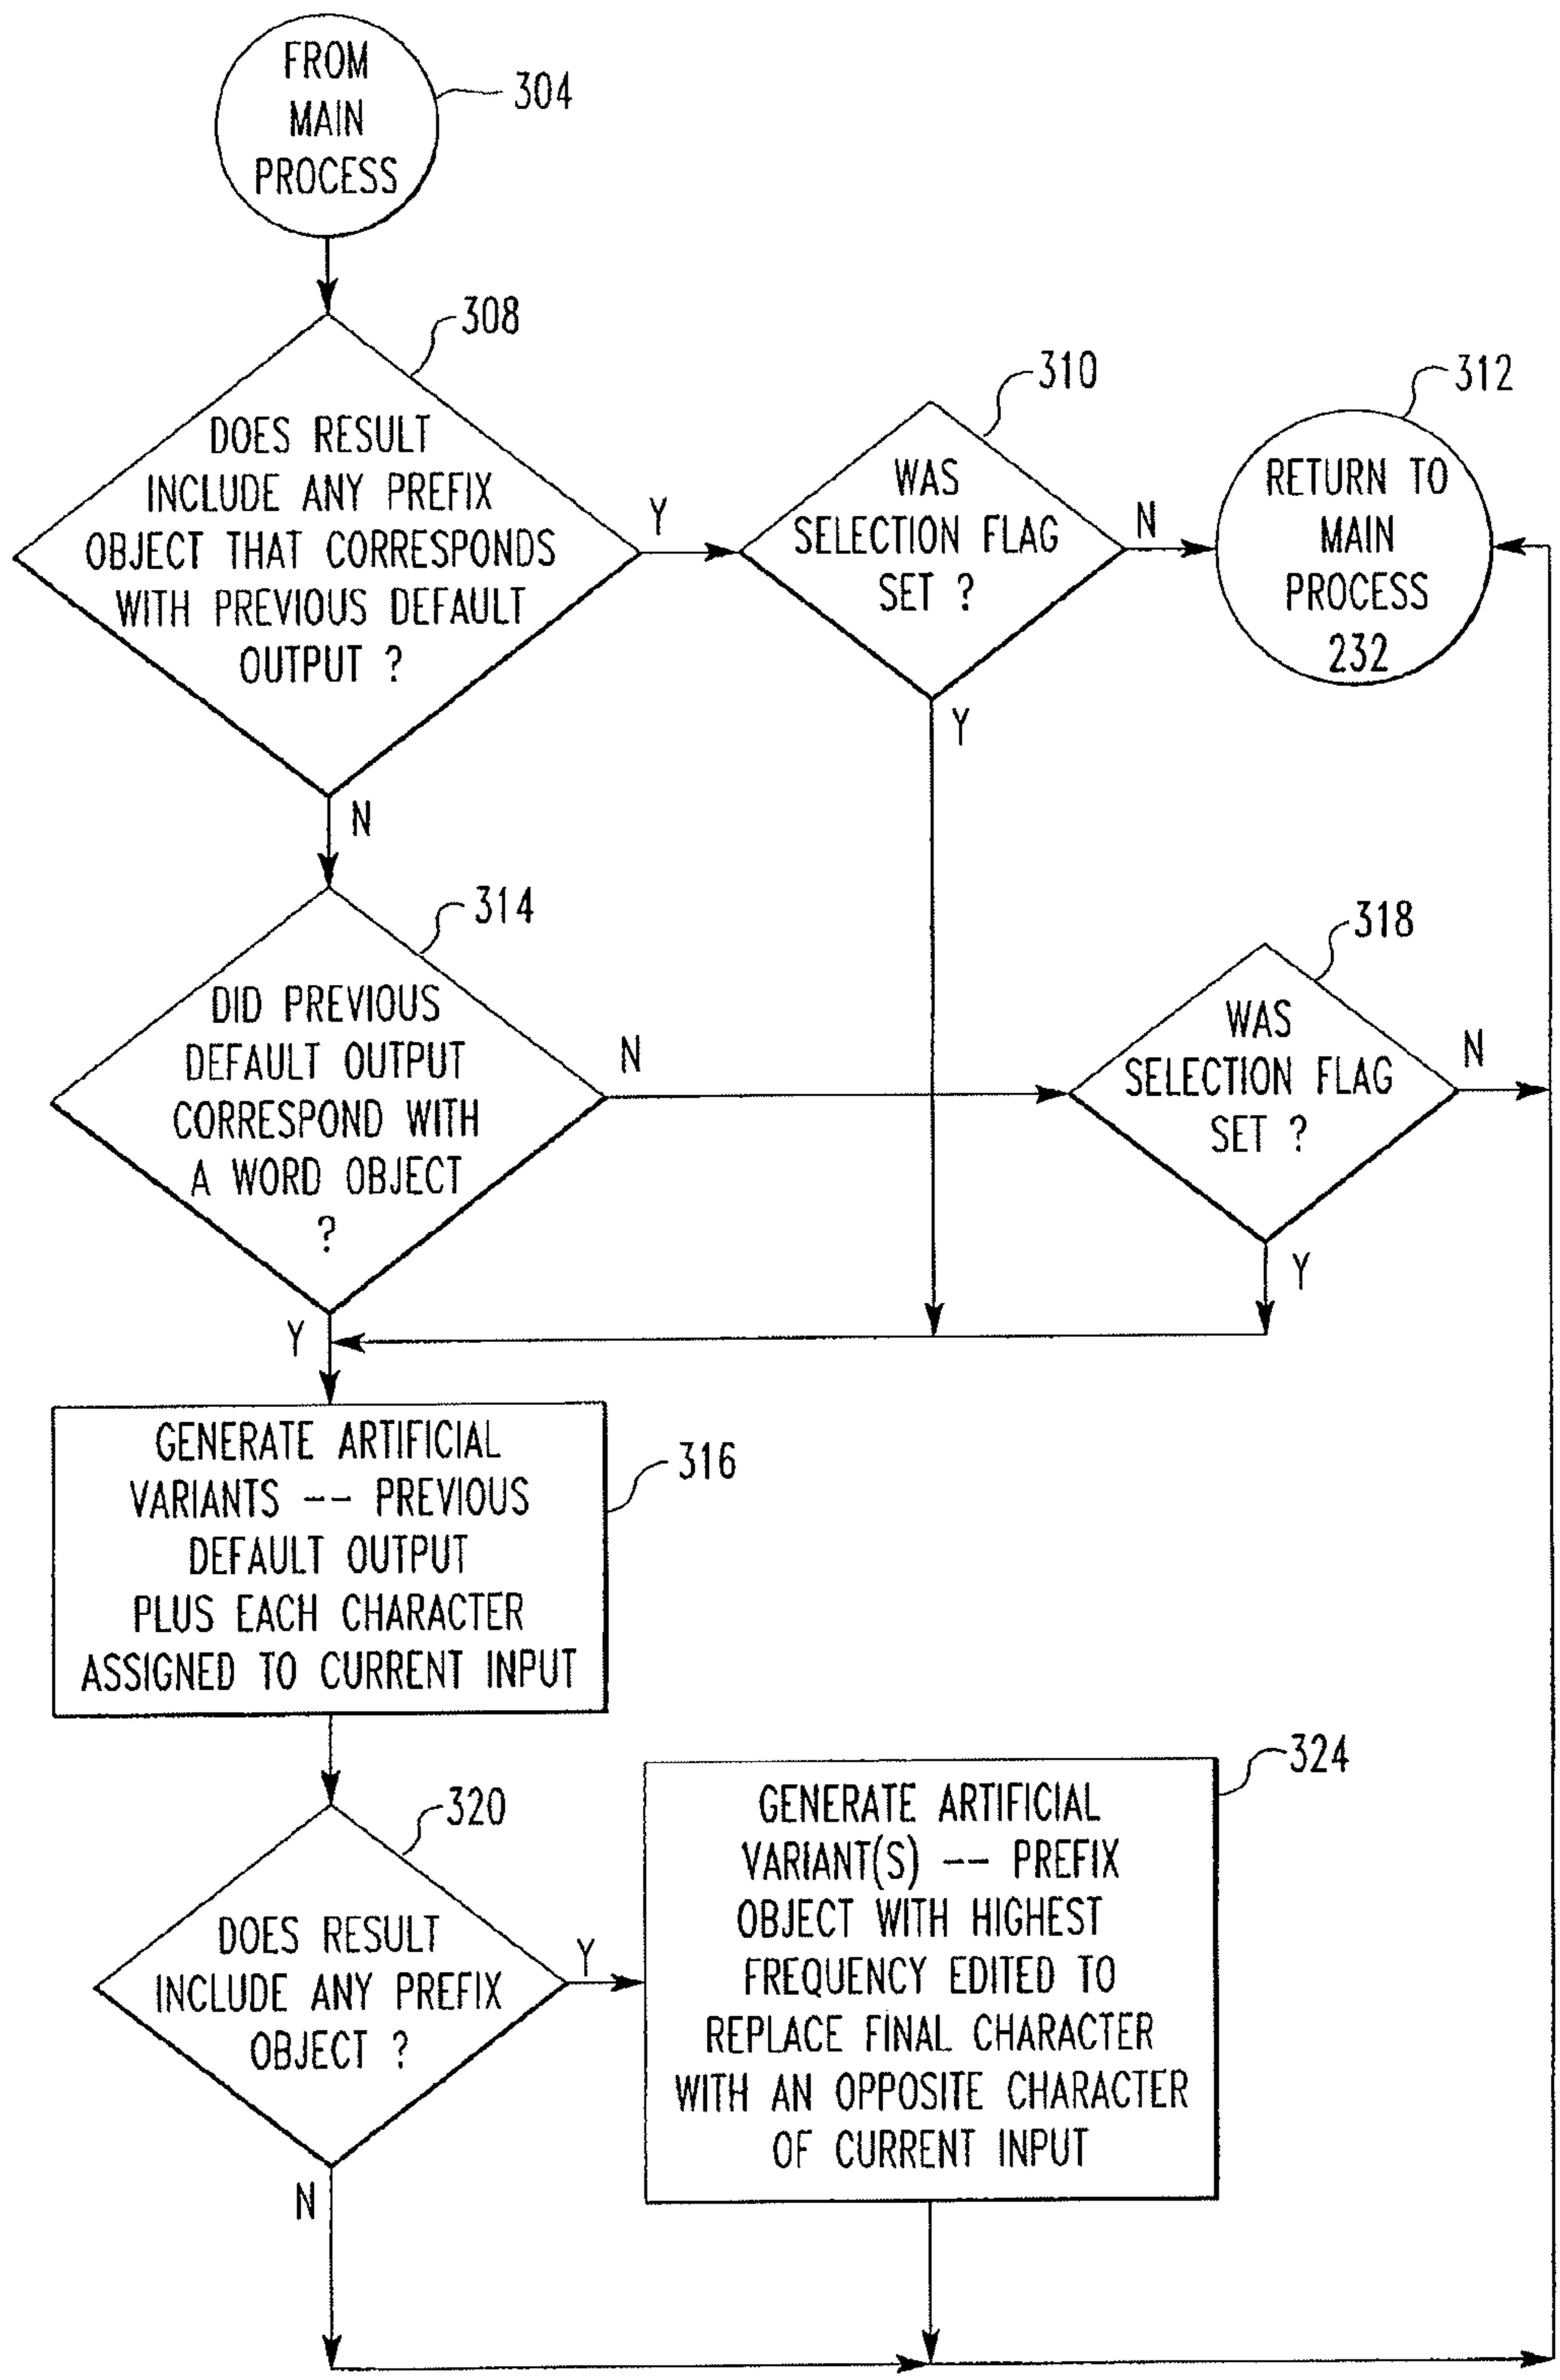 FROM
MAIN
PROCESS
304
308
DOES RESULT
INCLUDE ANY PREFIX
OBJECT THAT CORRESPONDS
WITH PREVIOUS DEFAULT
OUTPUT ?
Y
N
310
WAS
SELECTION FLAG
SET ?
N
Y
312
RETURN TO
MAIN
PROCESS
232
314
DID PREVIOUS
DEFAULT OUTPUT
CORRESPOND WITH
A WORD OBJECT
?
N
Y
318
WAS
SELECTION FLAG
SET ?
N
Y
GENERATE ARTIFICIAL
VARIANTS -- PREVIOUS
DEFAULT OUTPUT
PLUS EACH CHARACTER
ASSIGNED TO CURRENT INPUT
316
320
DOES RESULT
INCLUDE ANY PREFIX
OBJECT ?
Y
N
324
GENERATE ARTIFICIAL
VARIANT(S) -- PREFIX
OBJECT WITH HIGHEST
FREQUENCY EDITED TO
REPLACE FINAL CHARACTER
WITH AN OPPOSITE CHARACTER
OF CURRENT INPUT